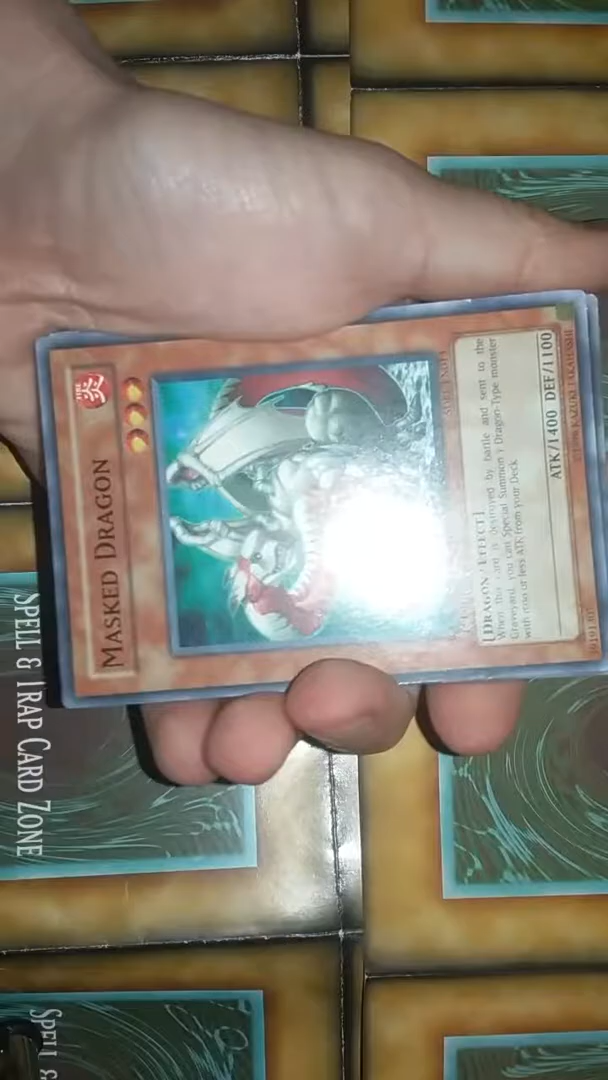 MASKED DRAGON
FIRE
炎
[DRAGON / EFFECT]
When this card is destroyed by battle and sent to the
Graveyard, you can Special Summon 1 Dragon-Type monster
with 1500 or less ATK from your Deck.
ATK/1400 DEF/1100
KAZUKI TAKAHASHI
SPELL & TRAP CARD ZONE
SPELL &